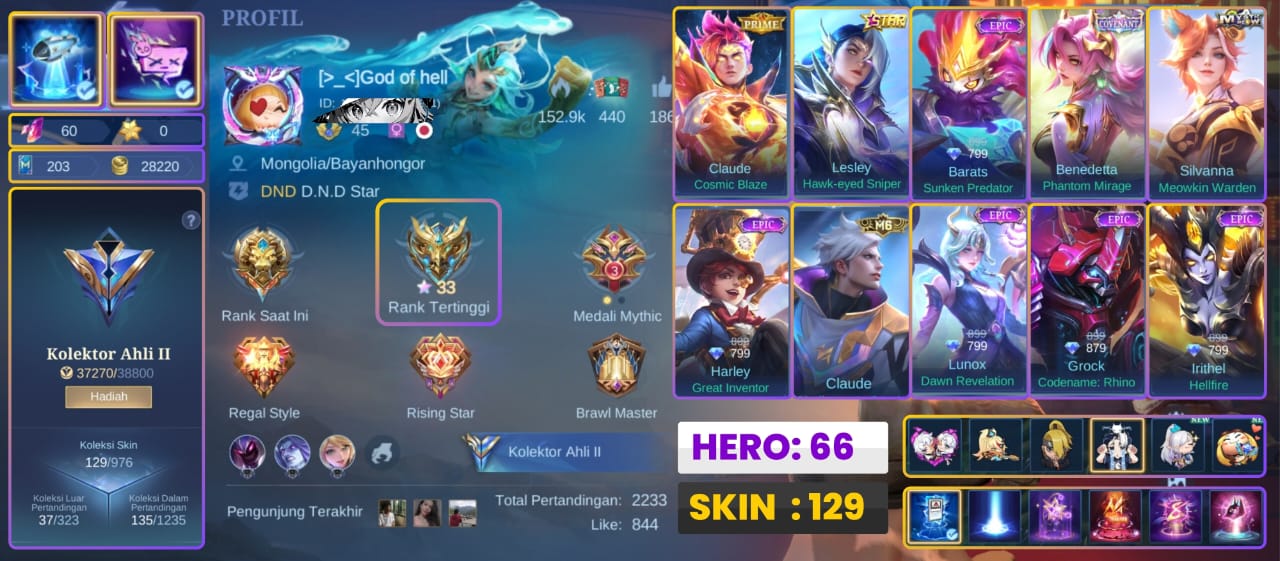 PROFIL
[>_<]God of hell
ID:
1)
45
152.9k
440
186
Mongolia/Bayanhongor
DND D.N.D Star
60
0
203
28220
?
Kolektor Ahli II
37270/38800
Hadiah
Koleksi Skin
129/976
Koleksi Luar
Pertandingan
37/323
Koleksi Dalam
Pertandingan
135/1235
Rank Saat Ini
33
Rank Tertinggi
3
Medali Mythic
Regal Style
Rising Star
Brawl Master
Kolektor Ahli II
Pengunjung Terakhir
Total Pertandingan: 2233
Like: 844
PRIME
Claude
Cosmic Blaze
STAR
Lesley
Hawk-eyed Sniper
EPIC
899
799
Barats
Sunken Predator
COVENANT
Benedetta
Phantom Mirage
Silvanna
Meowkin Warden
EPIC
899
799
Harley
Great Inventor
M6
Claude
EPIC
899
799
Lunox
Dawn Revelation
EPIC
899
879
Grock
Codename: Rhino
EPIC
899
799
Irithel
Hellfire
HERO: 66
SKIN : 129
NEW
NE